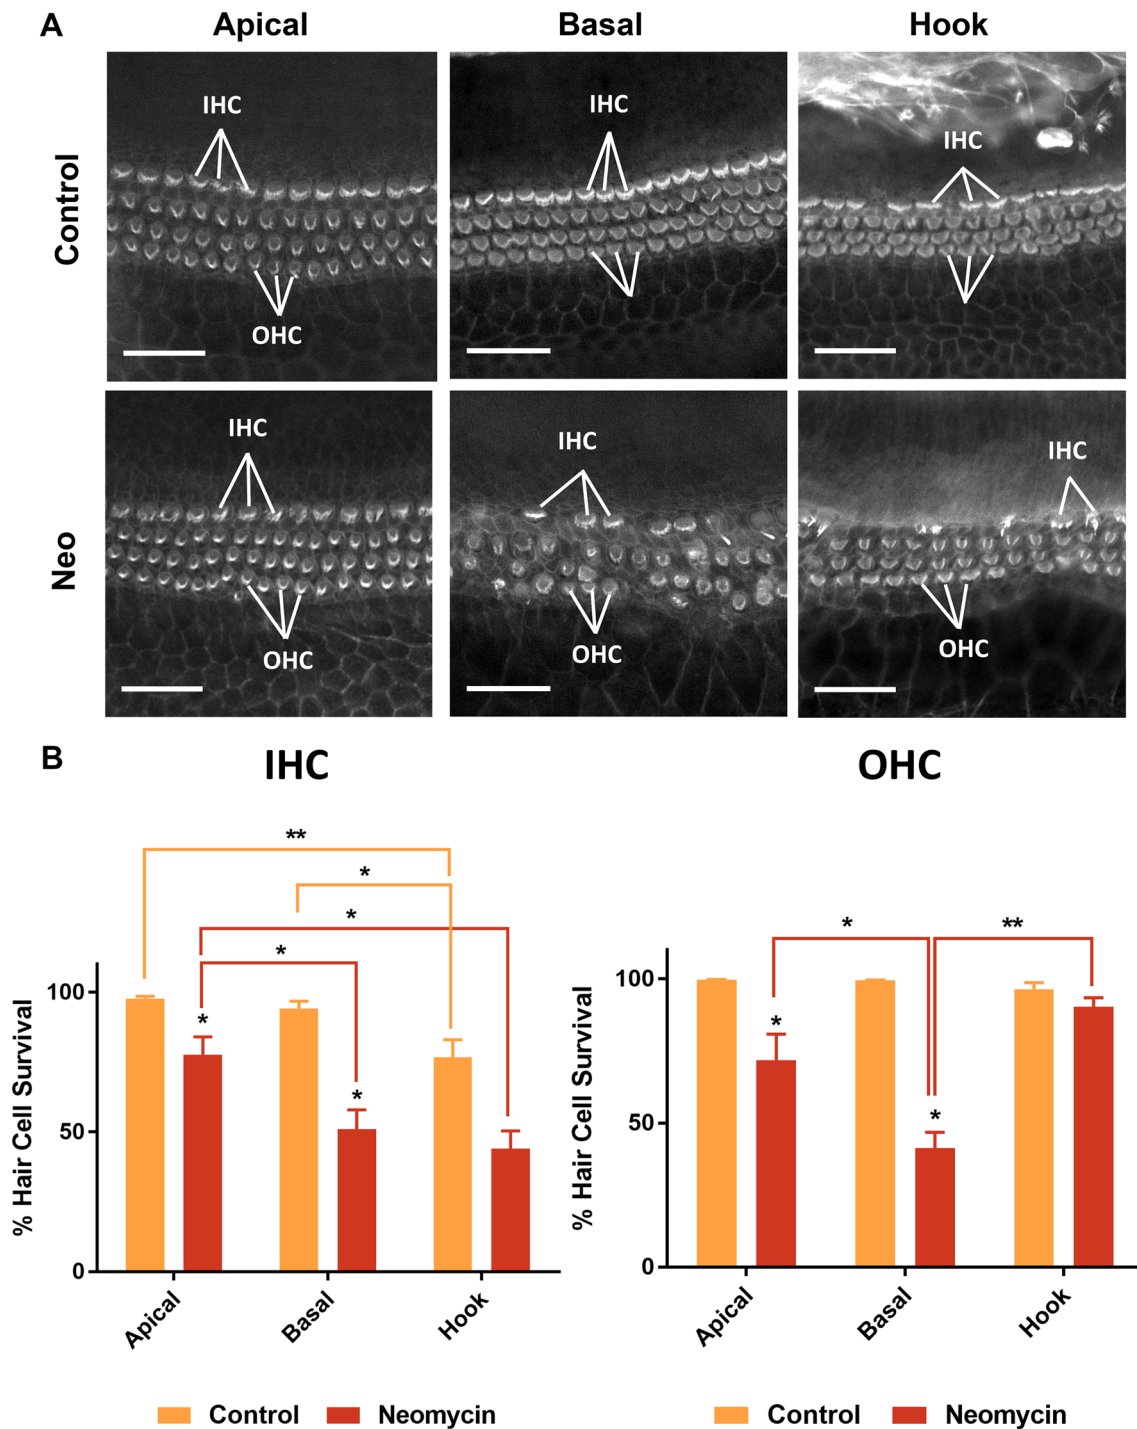 A
Apical
Basal
Hook
Control
IHC
IHC
IHC
OHC
Neo
IHC
IHC
IHC
OHC
OHC
OHC
B
IHC
OHC
**
*
*
*
*
*
% Hair Cell Survival
100
50
0
Apical
Basal
Hook
Control
Neomycin
*
**
*
*
% Hair Cell Survival
100
50
0
Apical
Basal
Hook
Control
Neomycin